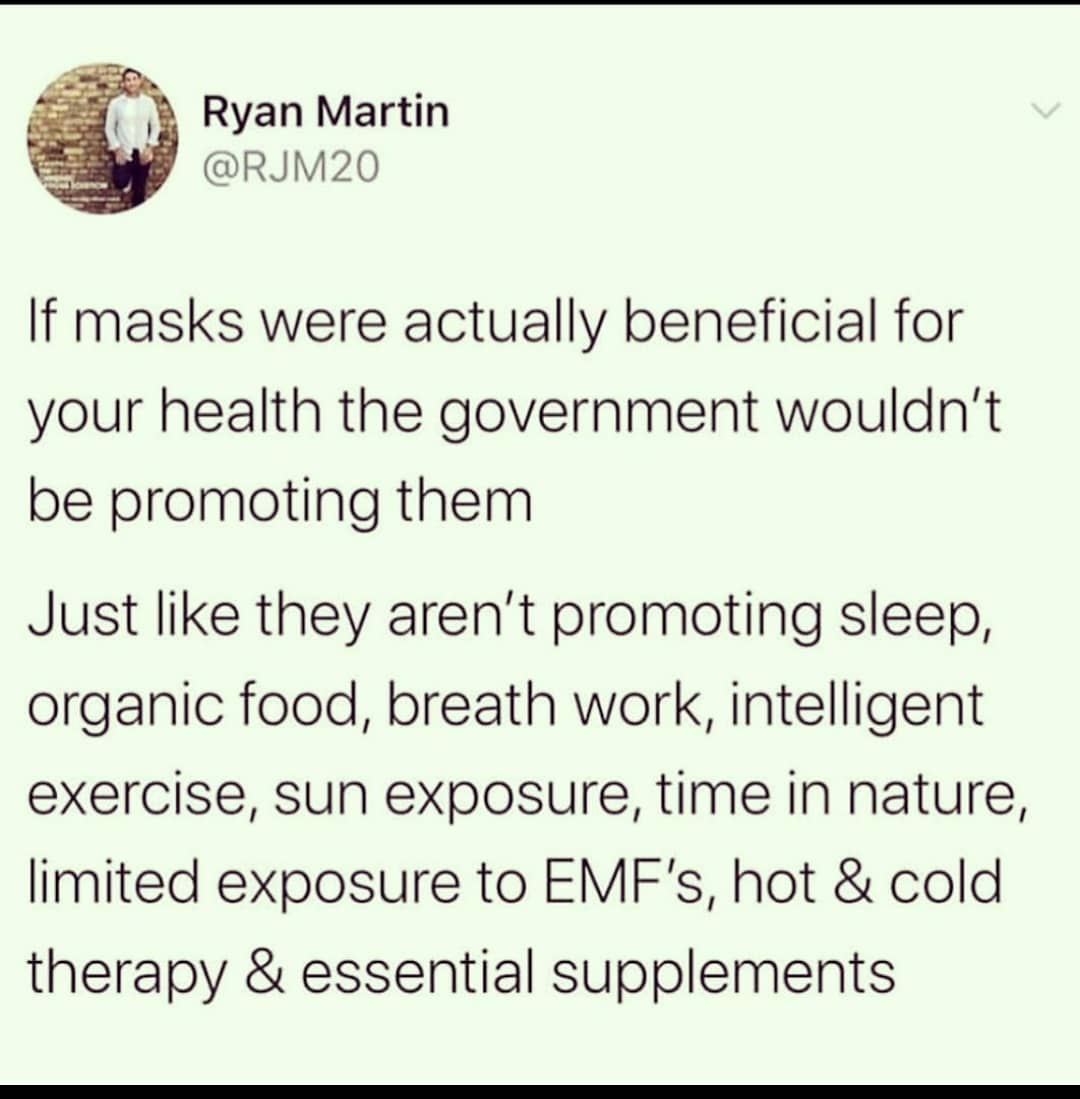 Ryan Martin
@RJM20
If masks were actually beneficial for
your health the government wouldn't
be promoting them
Just like they aren't promoting sleep,
organic food, breath work, intelligent
exercise, sun exposure, time in nature,
limited exposure to EMF's, hot & cold
therapy & essential supplements